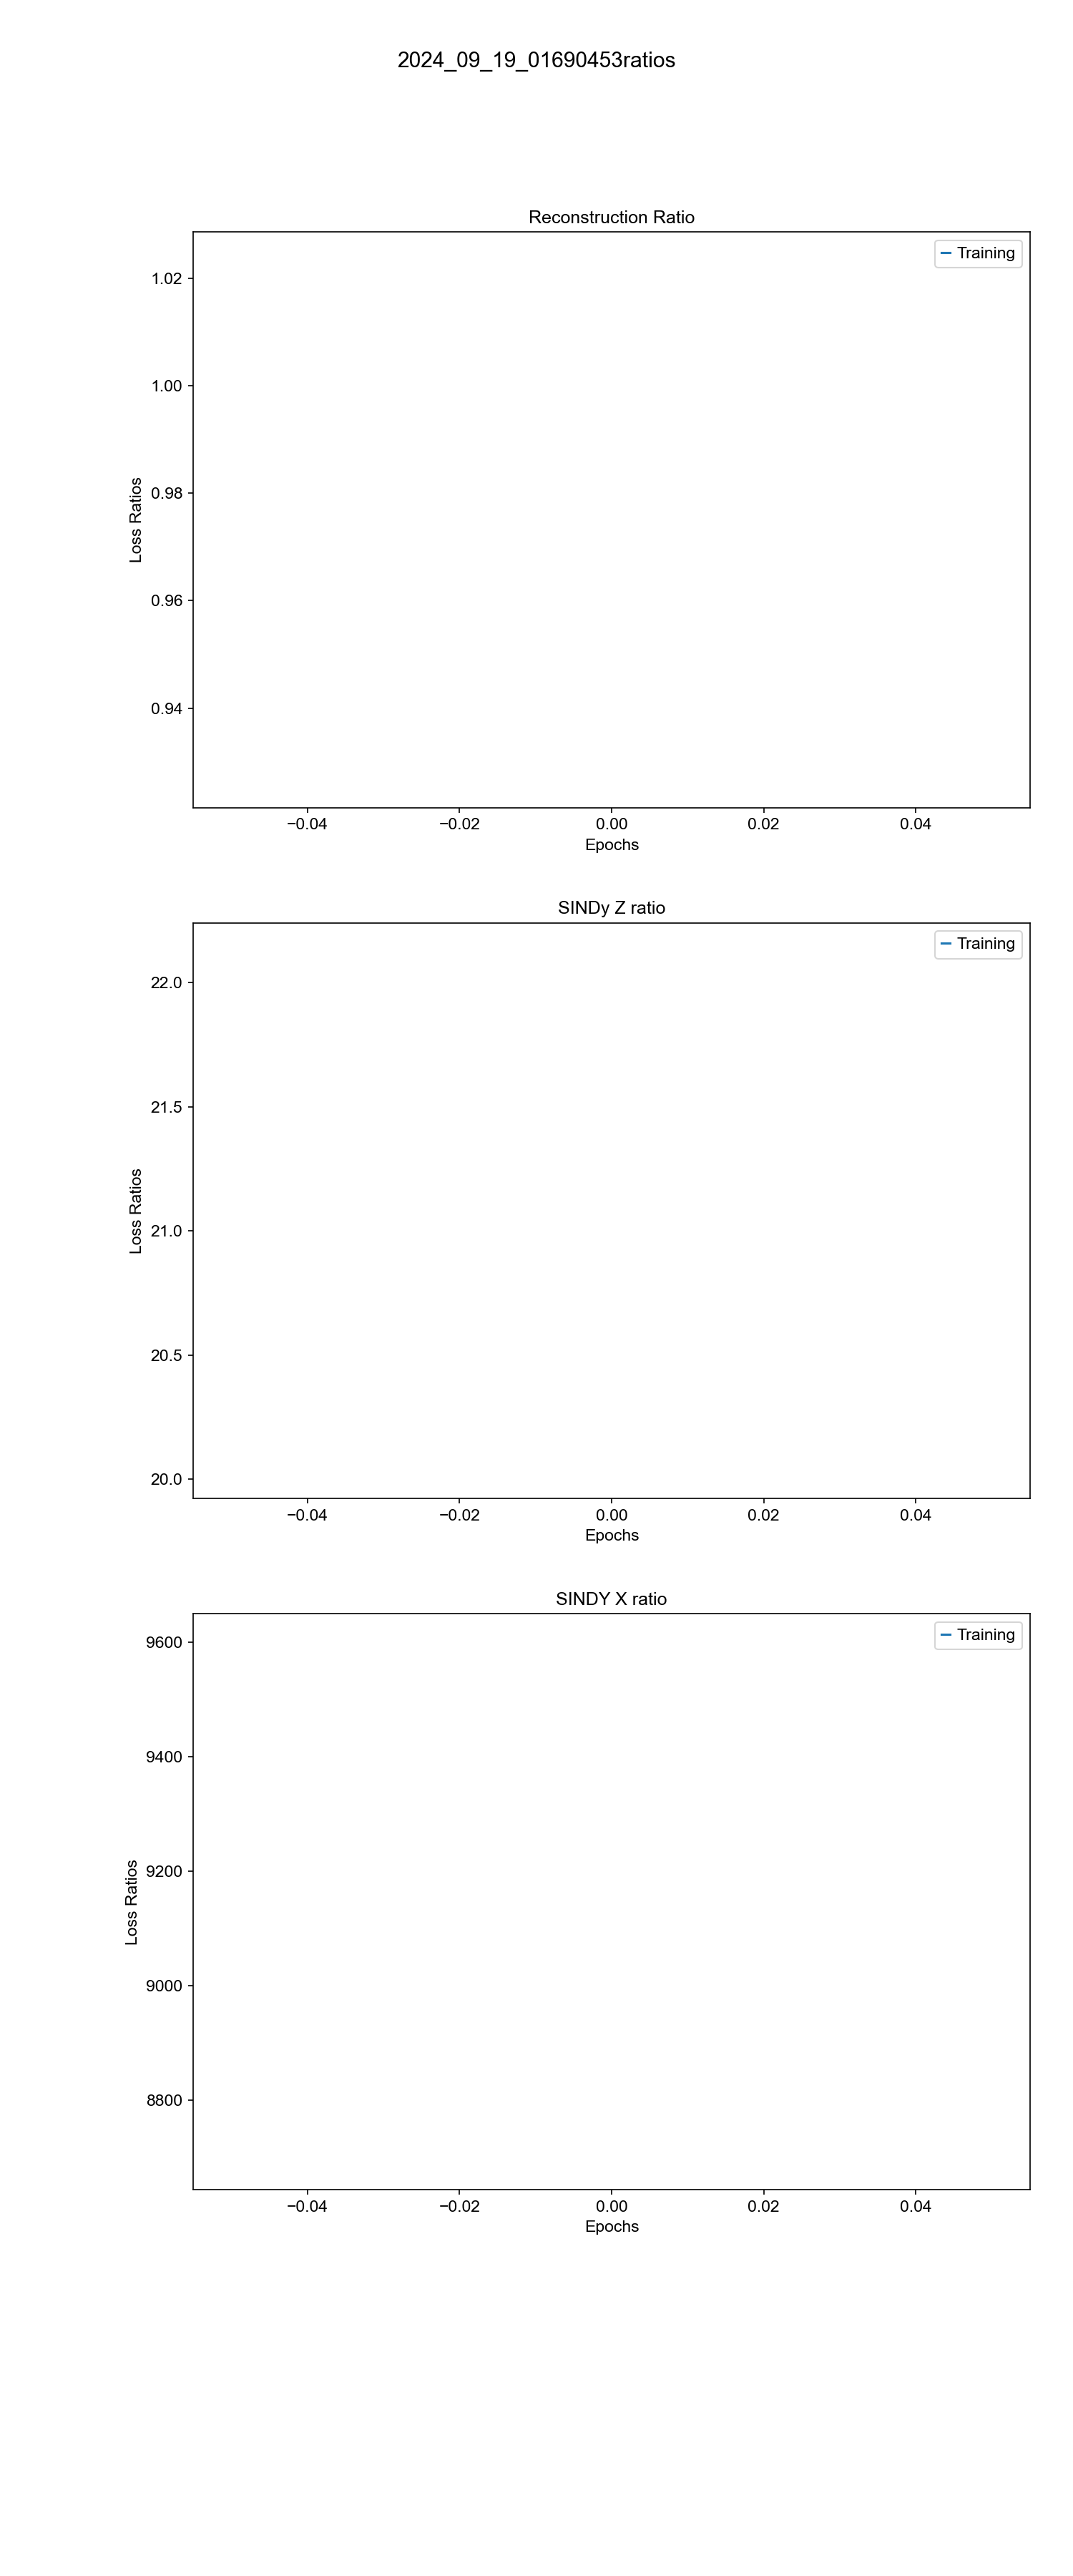 2024_09_19_01690453ratios
Reconstruction Ratio
Training
1.02
1.00
0.98
0.96
0.94
Loss Ratios
−0.04 −0.02 0.00 0.02 0.04
Epochs
SINDy Z ratio
Training
22.0
21.5
21.0
20.5
20.0
Loss Ratios
−0.04 −0.02 0.00 0.02 0.04
Epochs
SINDY X ratio
Training
9600
9400
9200
9000
8800
Loss Ratios
−0.04 −0.02 0.00 0.02 0.04
Epochs